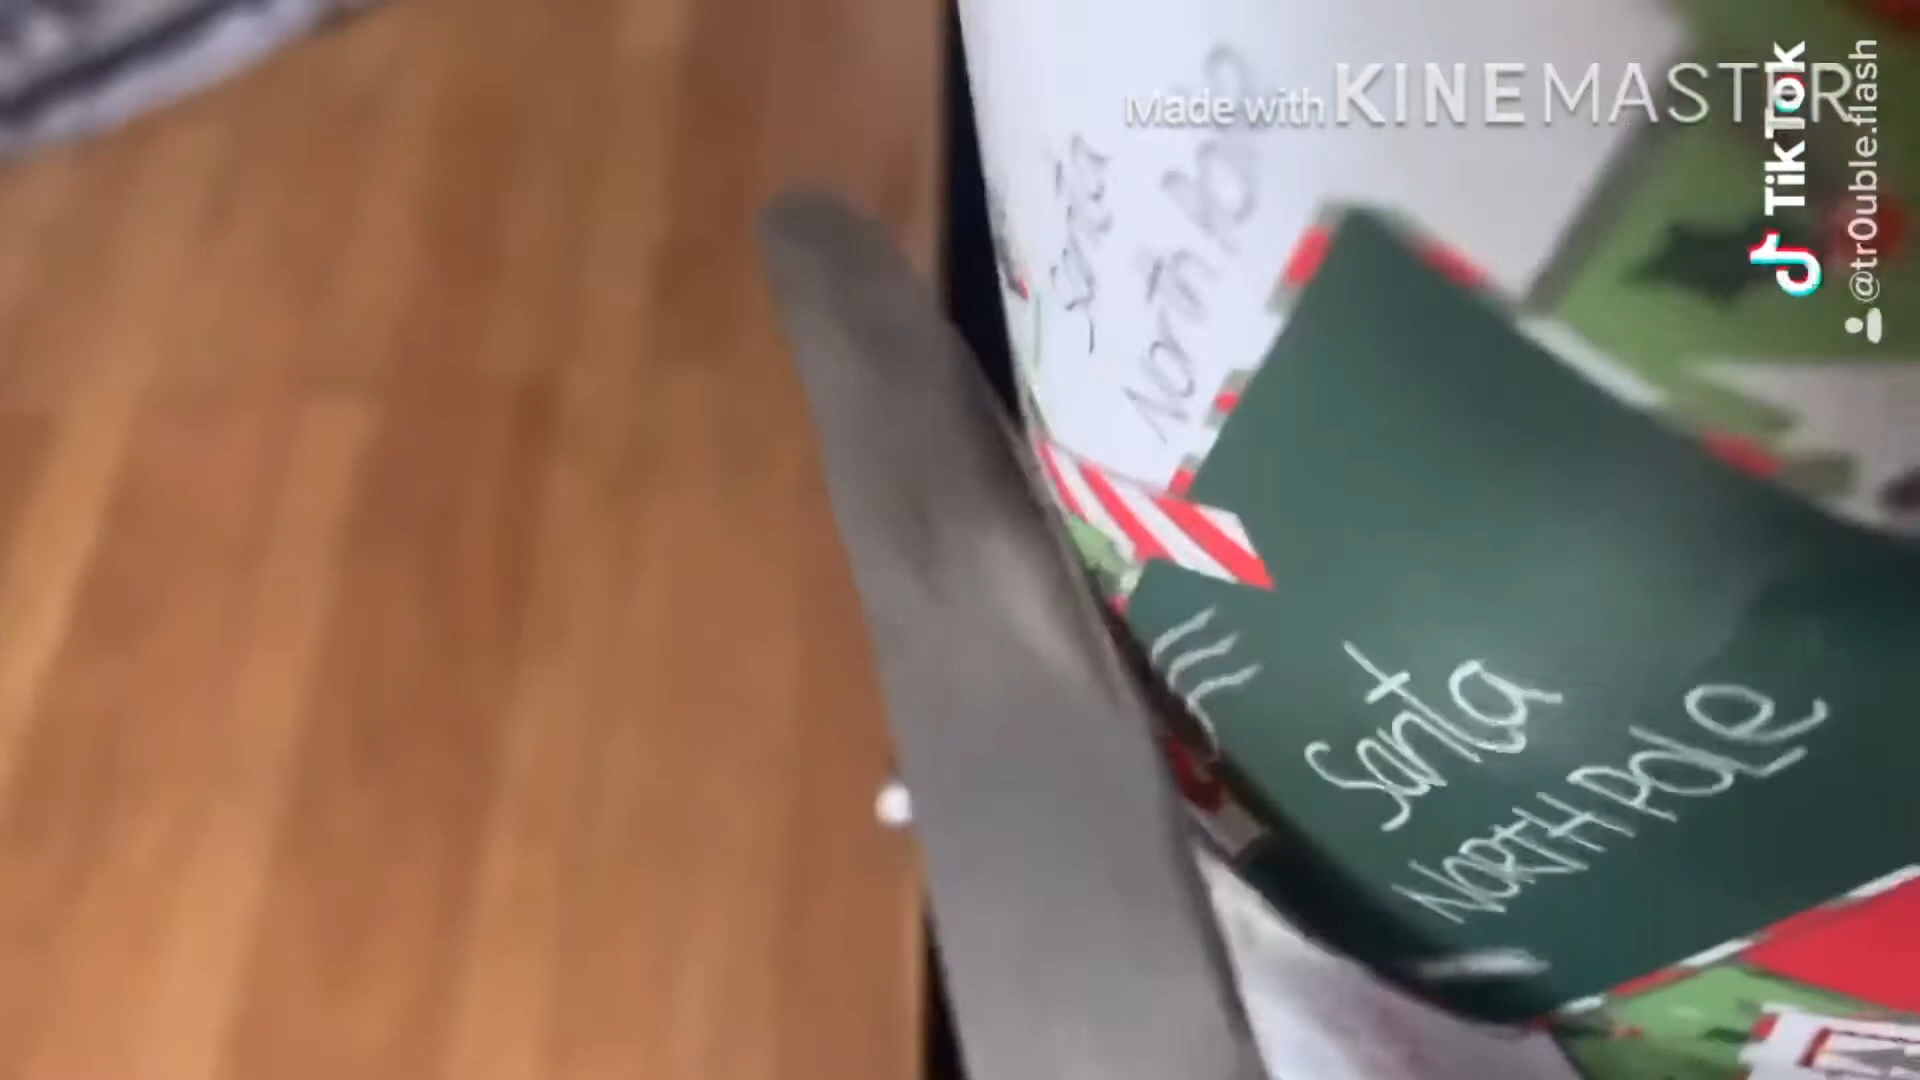 Made with KINEMASTER
TikTok
@tr0uble.flash
Santa
North Pole
Santa
NORTH POLE